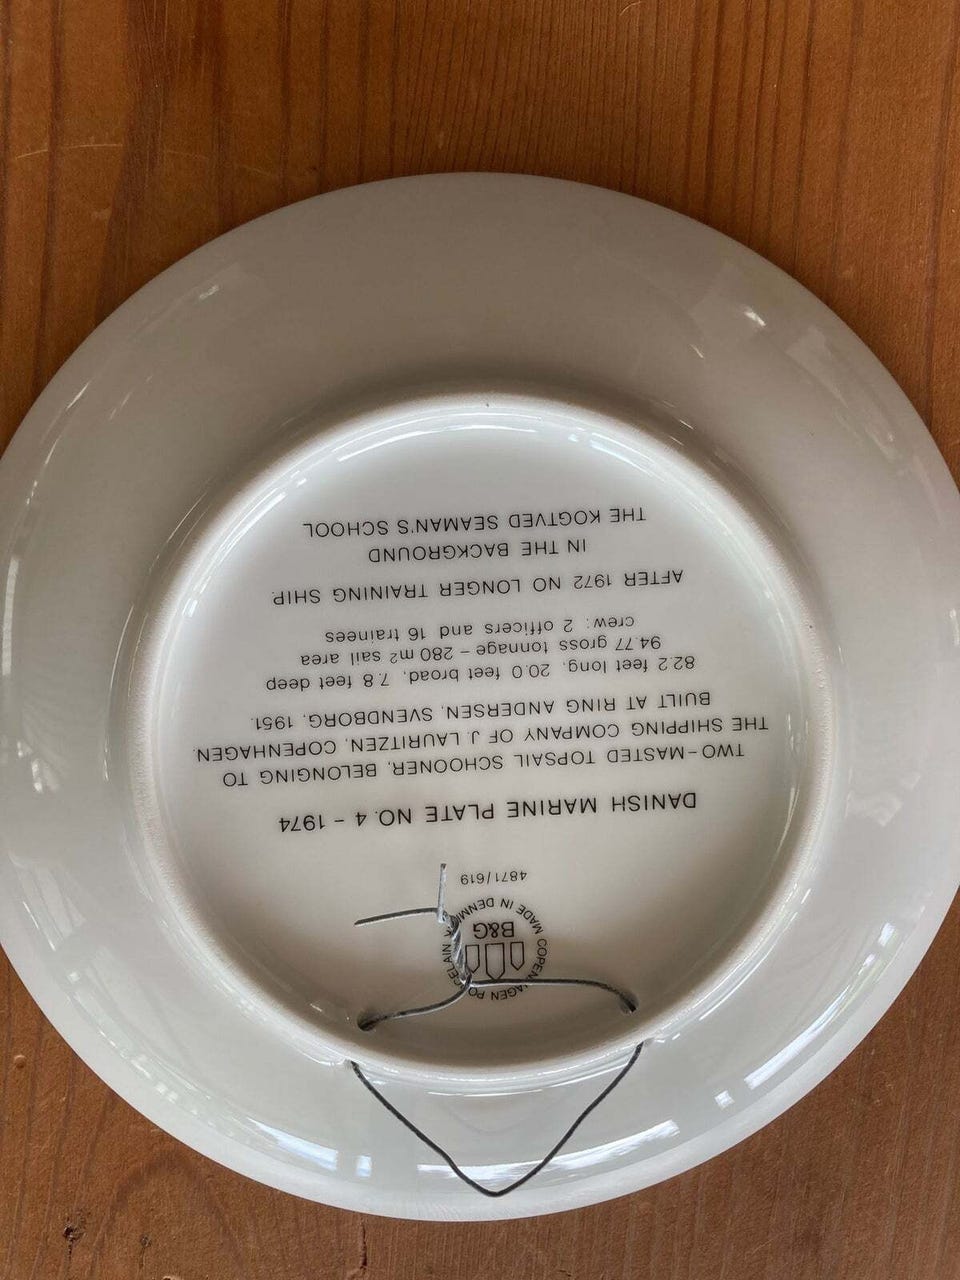 COPENHAGEN PORCELAIN
B&G
MADE IN DENMARK
4871/619
DANISH MARINE PLATE NO. 4 - 1974
TWO-MASTED TOPSAIL SCHOONER, BELONGING TO
THE SHIPPING COMPANY OF J. LAURITZEN, COPENHAGEN.
BUILT AT RING ANDERSEN, SVENDBORG, 1951.
82.2 feet long, 20.0 feet broad, 7.8 feet deep
94.77 gross tonnage - 280 m² sail area
crew: 2 officers and 16 trainees
AFTER 1972 NO LONGER TRAINING SHIP.
IN THE BACKGROUND
THE KOGTVED SEAMAN'S SCHOOL